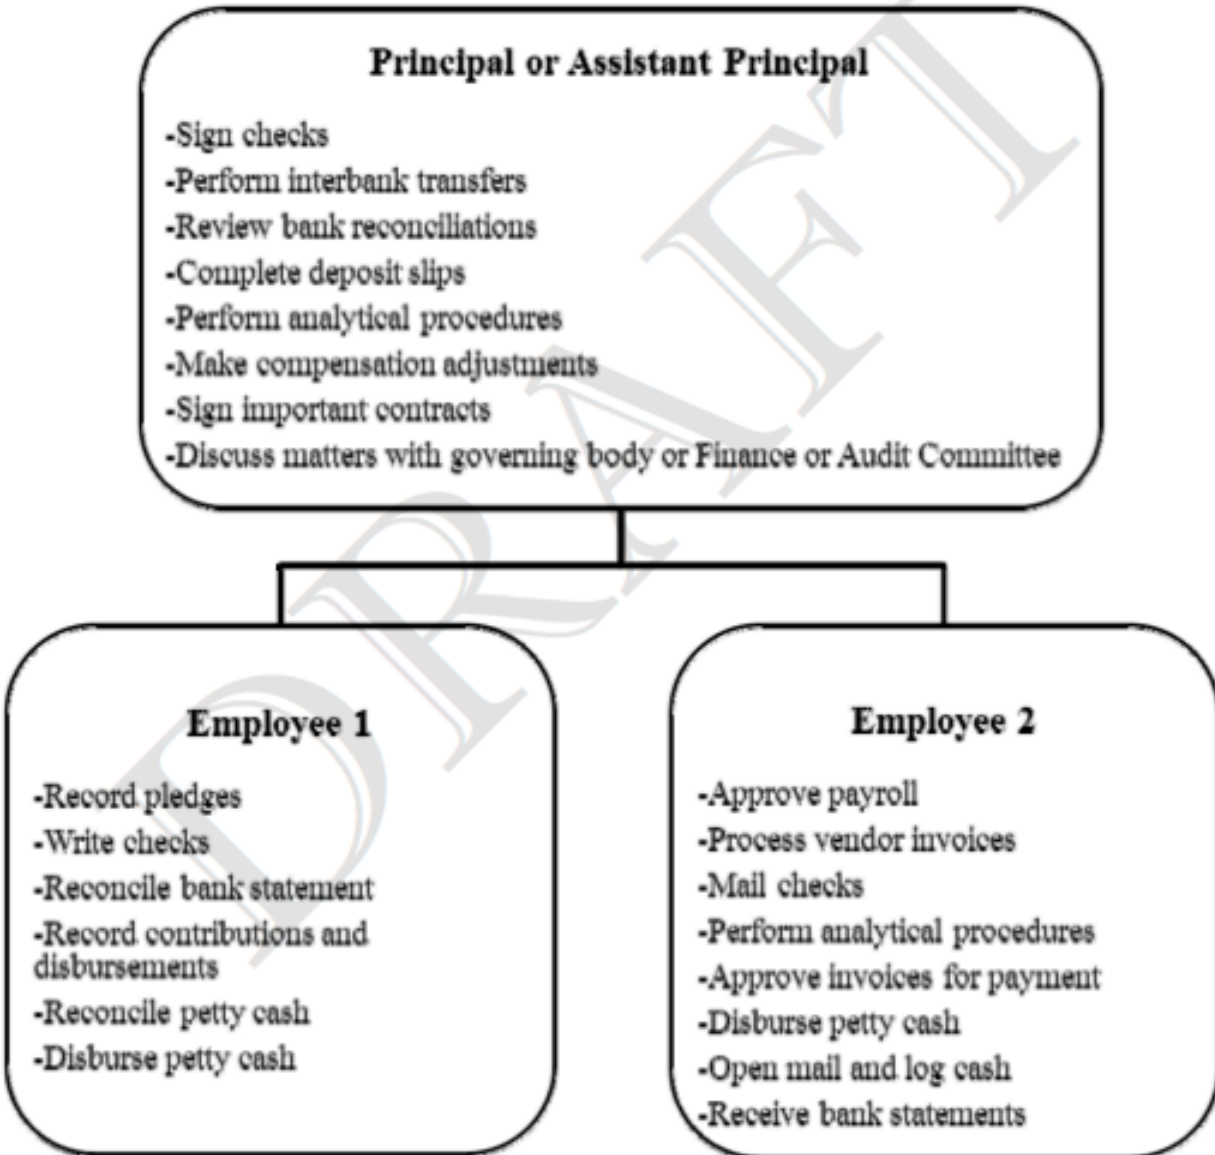 Principal or Assistant Principal
-Sign checks
-Perform interbank transfers
-Review bank reconciliations
-Complete deposit slips
-Perform analytical procedures
-Make compensation adjustments
-Sign important contracts
-Discuss matters with governing body or Finance or Audit Committee
Employee 1
-Record pledges
-Write checks
-Reconcile bank statement
-Record contributions and
disbursements
-Reconcile petty cash
-Disburse petty cash
Employee 2
-Approve payroll
-Process vendor invoices
-Mail checks
-Perform analytical procedures
-Approve invoices for payment
-Disburse petty cash
-Open mail and log cash
-Receive bank statements
DRAFT